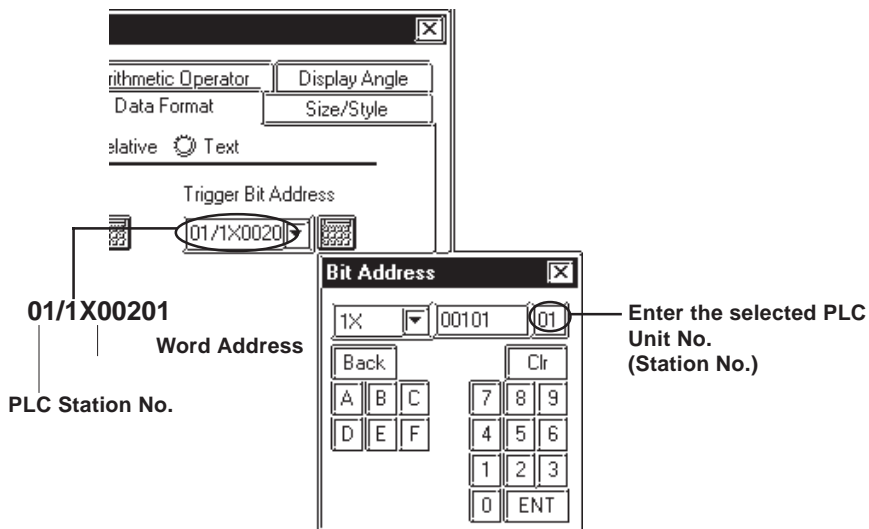 rithmetic Operator Display Angle
Data Format Size/Style
elative Text
Trigger Bit Address
01/1X0020
Bit Address
1X 00101 01
Enter the selected PLC
Unit No.
(Station No.)
01/1X00201
Word Address
PLC Station No.
Back Clr
A B C 7 8 9
D E F 4 5 6
1 2 3
0 ENT